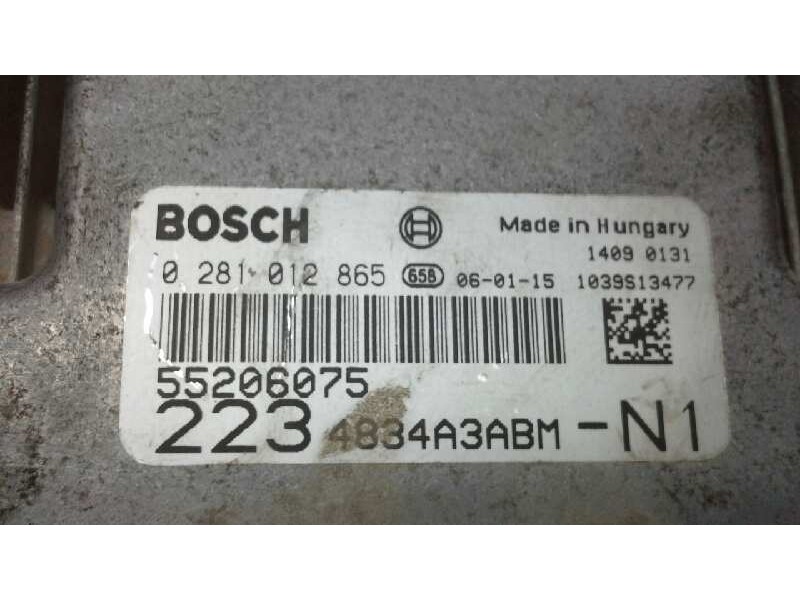 BOSCH
Made in Hungary
1409 0131
0 281 012 865 658 06-01-15 1039S13477
55206075
223 4834A3ABM -N1